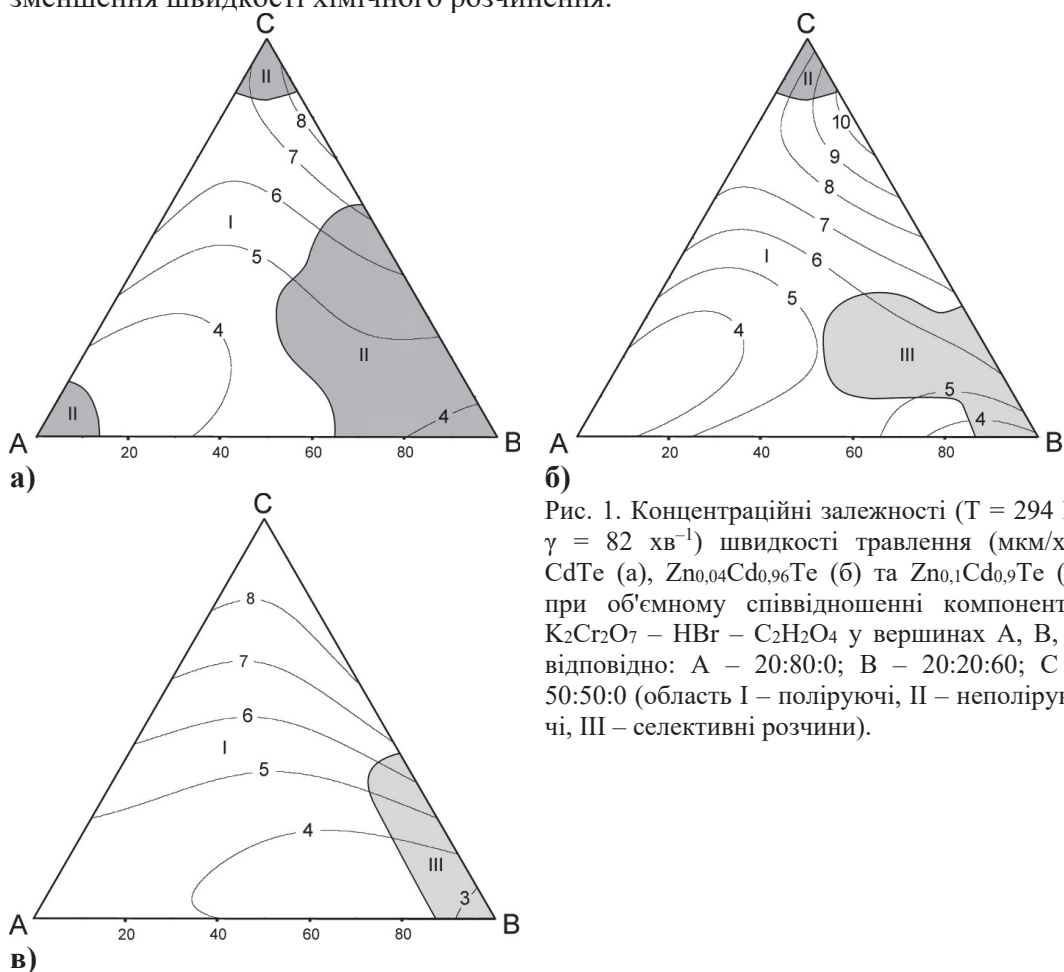 зменшення швидкості хімічного розчинення.
C
II
8
7
6
I
5
4
II
II
4
A
20
40
60
80
B
а)
C
II
10
9
8
7
6
I
5
4
III
5
4
A
20
40
60
80
B
б)
C
8
7
6
I
5
4
III
3
A
20
40
60
80
B
в)
Рис. 1. Концентраційні залежності (T = 294
γ = 82 хв⁻¹) швидкості травлення (мкм/х
CdTe (а), Zn₀,₀₄Cd₀,₉₆Te (б) та Zn₀,₁Cd₀,₉Te (
при об'ємному співвідношенні компонент
K₂Cr₂O₇ – HBr – C₂H₂O₄ у вершинах A, B,
відповідно: A – 20:80:0; B – 20:20:60; C
50:50:0 (область I – поліруючі, II – неполірую
чі, III – селективні розчини).